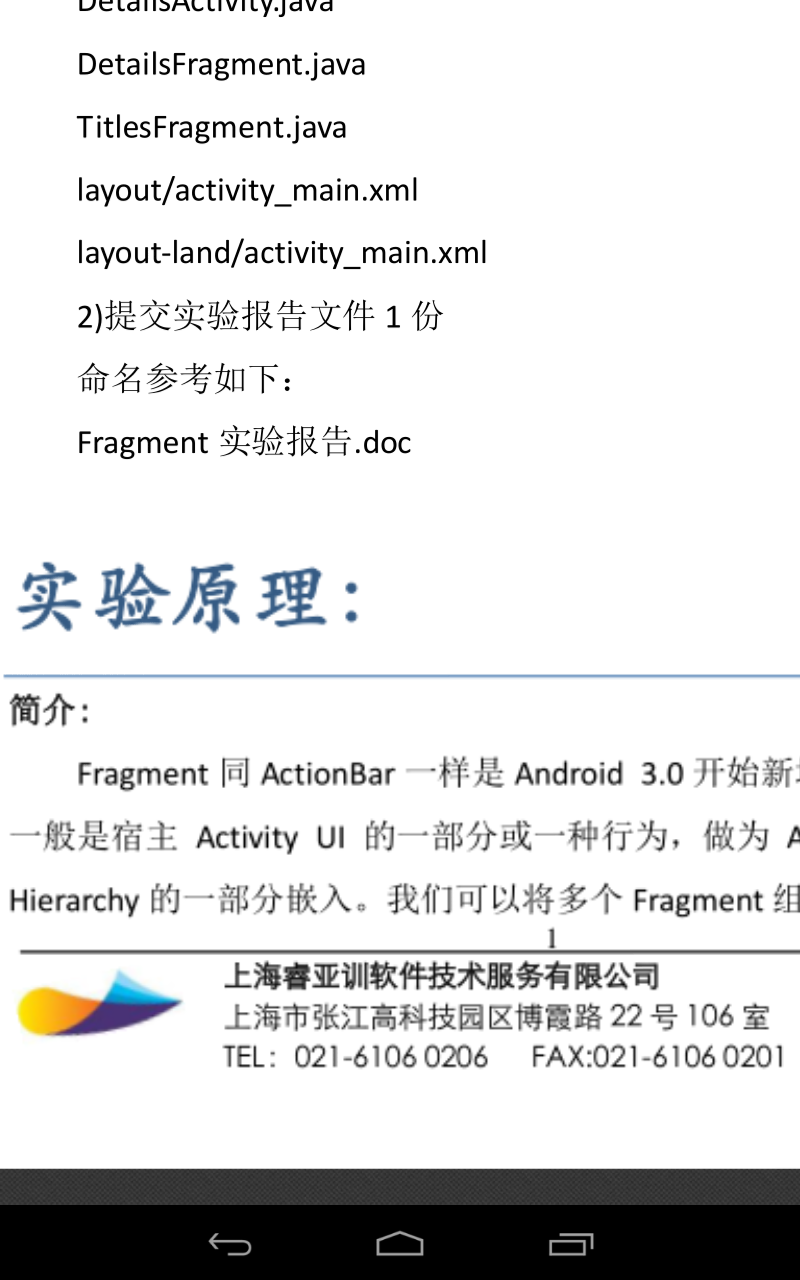 DetailsActivity.java
DetailsFragment.java
TitlesFragment.java
layout/activity_main.xml
layout-land/activity_main.xml
2)提交实验报告文件 1 份
命名参考如下：
Fragment 实验报告.doc
实验原理：
简介：
Fragment 同 ActionBar 一样是 Android 3.0 开始新
一般是宿主 Activity UI 的一部分或一种行为，做为 A
Hierarchy 的一部分嵌入。我们可以将多个 Fragment 组
1
上海睿亚训软件技术服务有限公司
上海市张江高科技园区博霞路 22 号 106 室
TEL：021-6106 0206 FAX:021-6106 0201